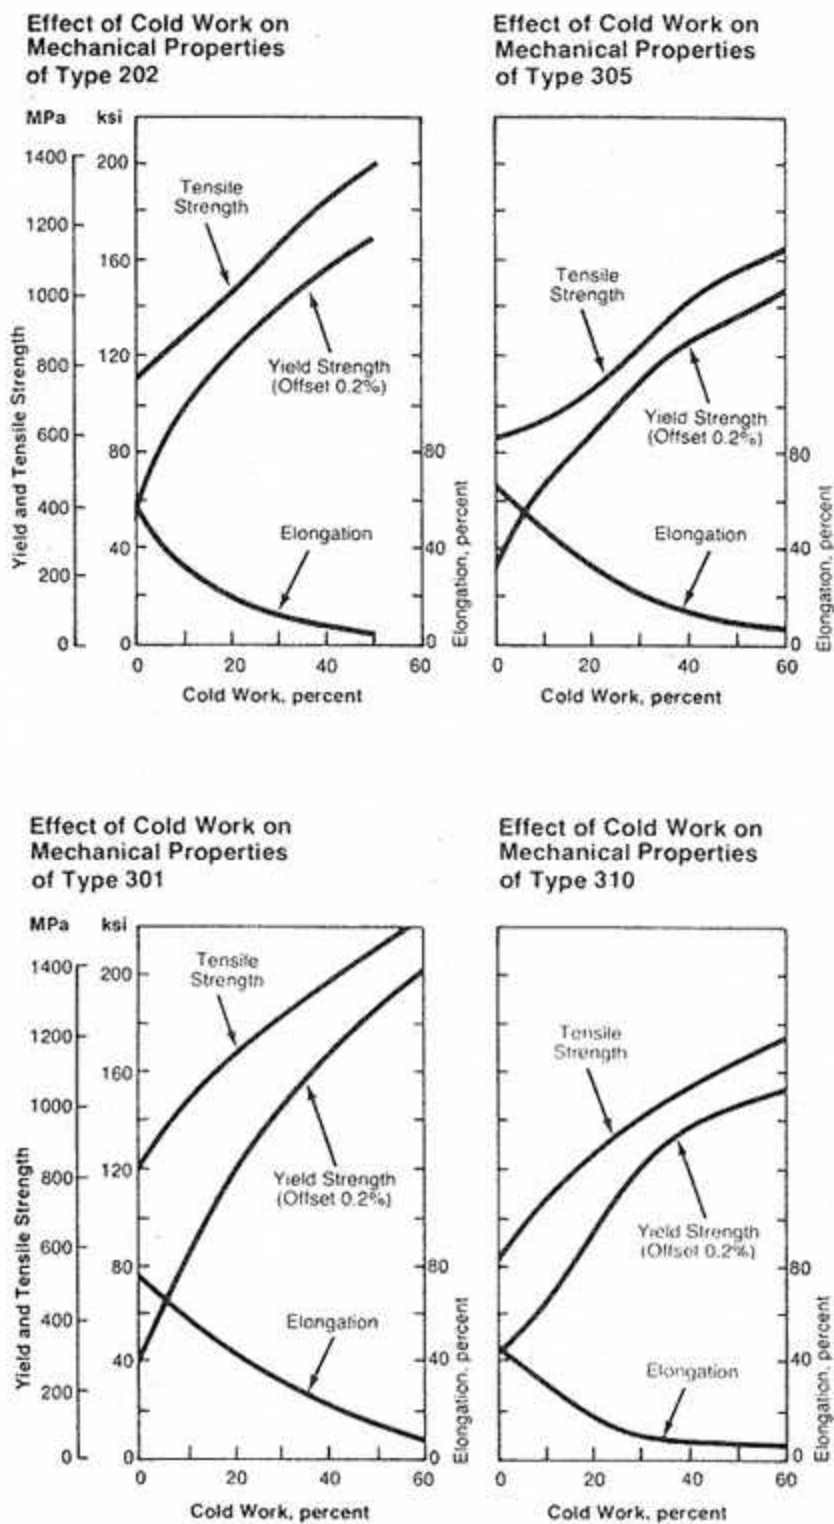 Effect of Cold Work on
Mechanical Properties
of Type 202
MPa ksi
1400
1200
1000
800
600
400
200
0
200
160
120
80
40
0
Tensile
Strength
Yield Strength
(Offset 0.2%)
Elongation
80
40
0
Yield and Tensile Strength
Elongation, percent
0 20 40 60
Cold Work, percent
Effect of Cold Work on
Mechanical Properties
of Type 305
Tensile
Strength
Yield Strength
(Offset 0.2%)
Elongation
80
40
0
Elongation, percent
0 20 40 60
Cold Work, percent
Effect of Cold Work on
Mechanical Properties
of Type 301
MPa ksi
1400
1200
1000
800
600
400
200
0
200
160
120
80
40
0
Tensile
Strength
Yield Strength
(Offset 0.2%)
Elongation
80
40
0
Yield and Tensile Strength
Elongation, percent
0 20 40 60
Cold Work, percent
Effect of Cold Work on
Mechanical Properties
of Type 310
Tensile
Strength
Yield Strength
(Offset 0.2%)
Elongation
80
40
0
Elongation, percent
0 20 40 60
Cold Work, percent